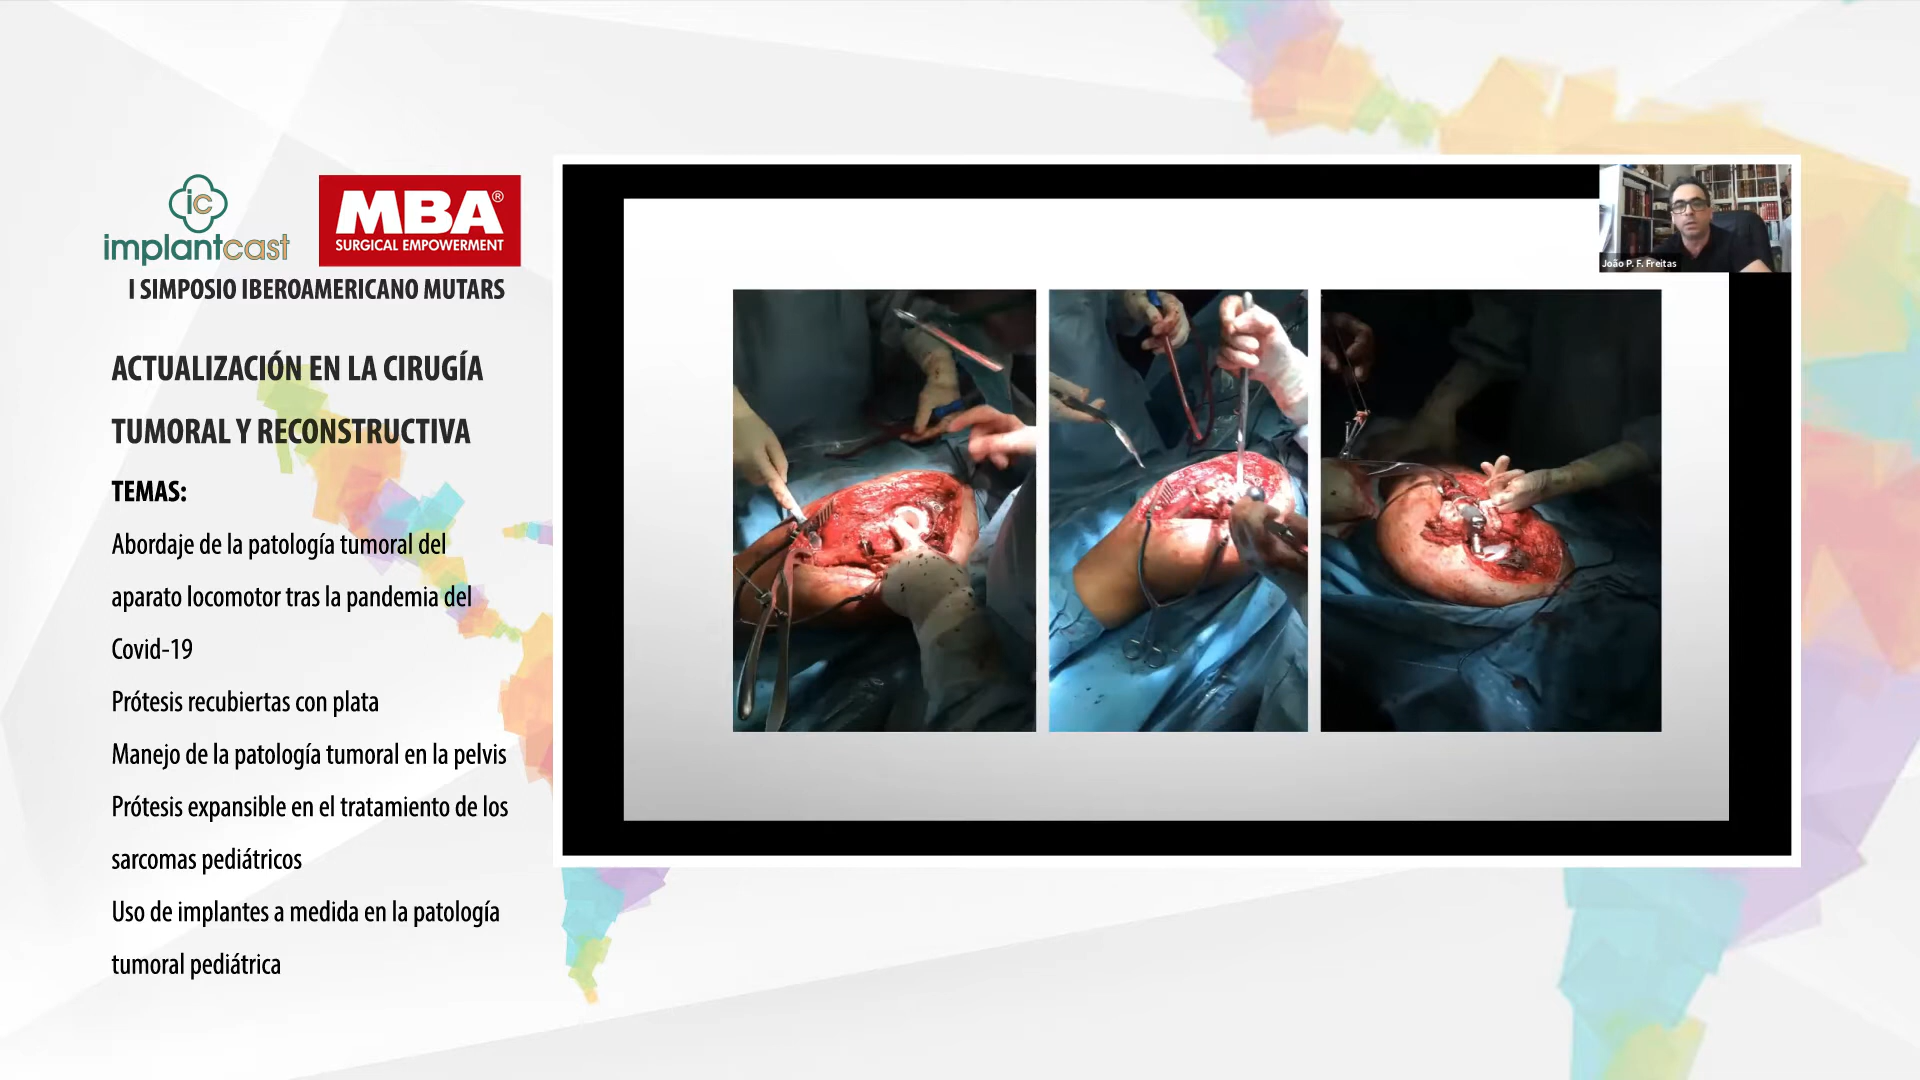 ic
implantcast
MBA®
SURGICAL EMPOWERMENT
I SIMPOSIO IBEROAMERICANO MUTARS
ACTUALIZACIÓN EN LA CIRUGÍA
TUMORAL Y RECONSTRUCTIVA
TEMAS:
Abordaje de la patología tumoral del
aparato locomotor tras la pandemia del
Covid-19
Prótesis recubiertas con plata
Manejo de la patología tumoral en la pelvis
Prótesis expansible en el tratamiento de los
sarcomas pediátricos
Uso de implantes a medida en la patología
tumoral pediátrica
João P. F. Freitas